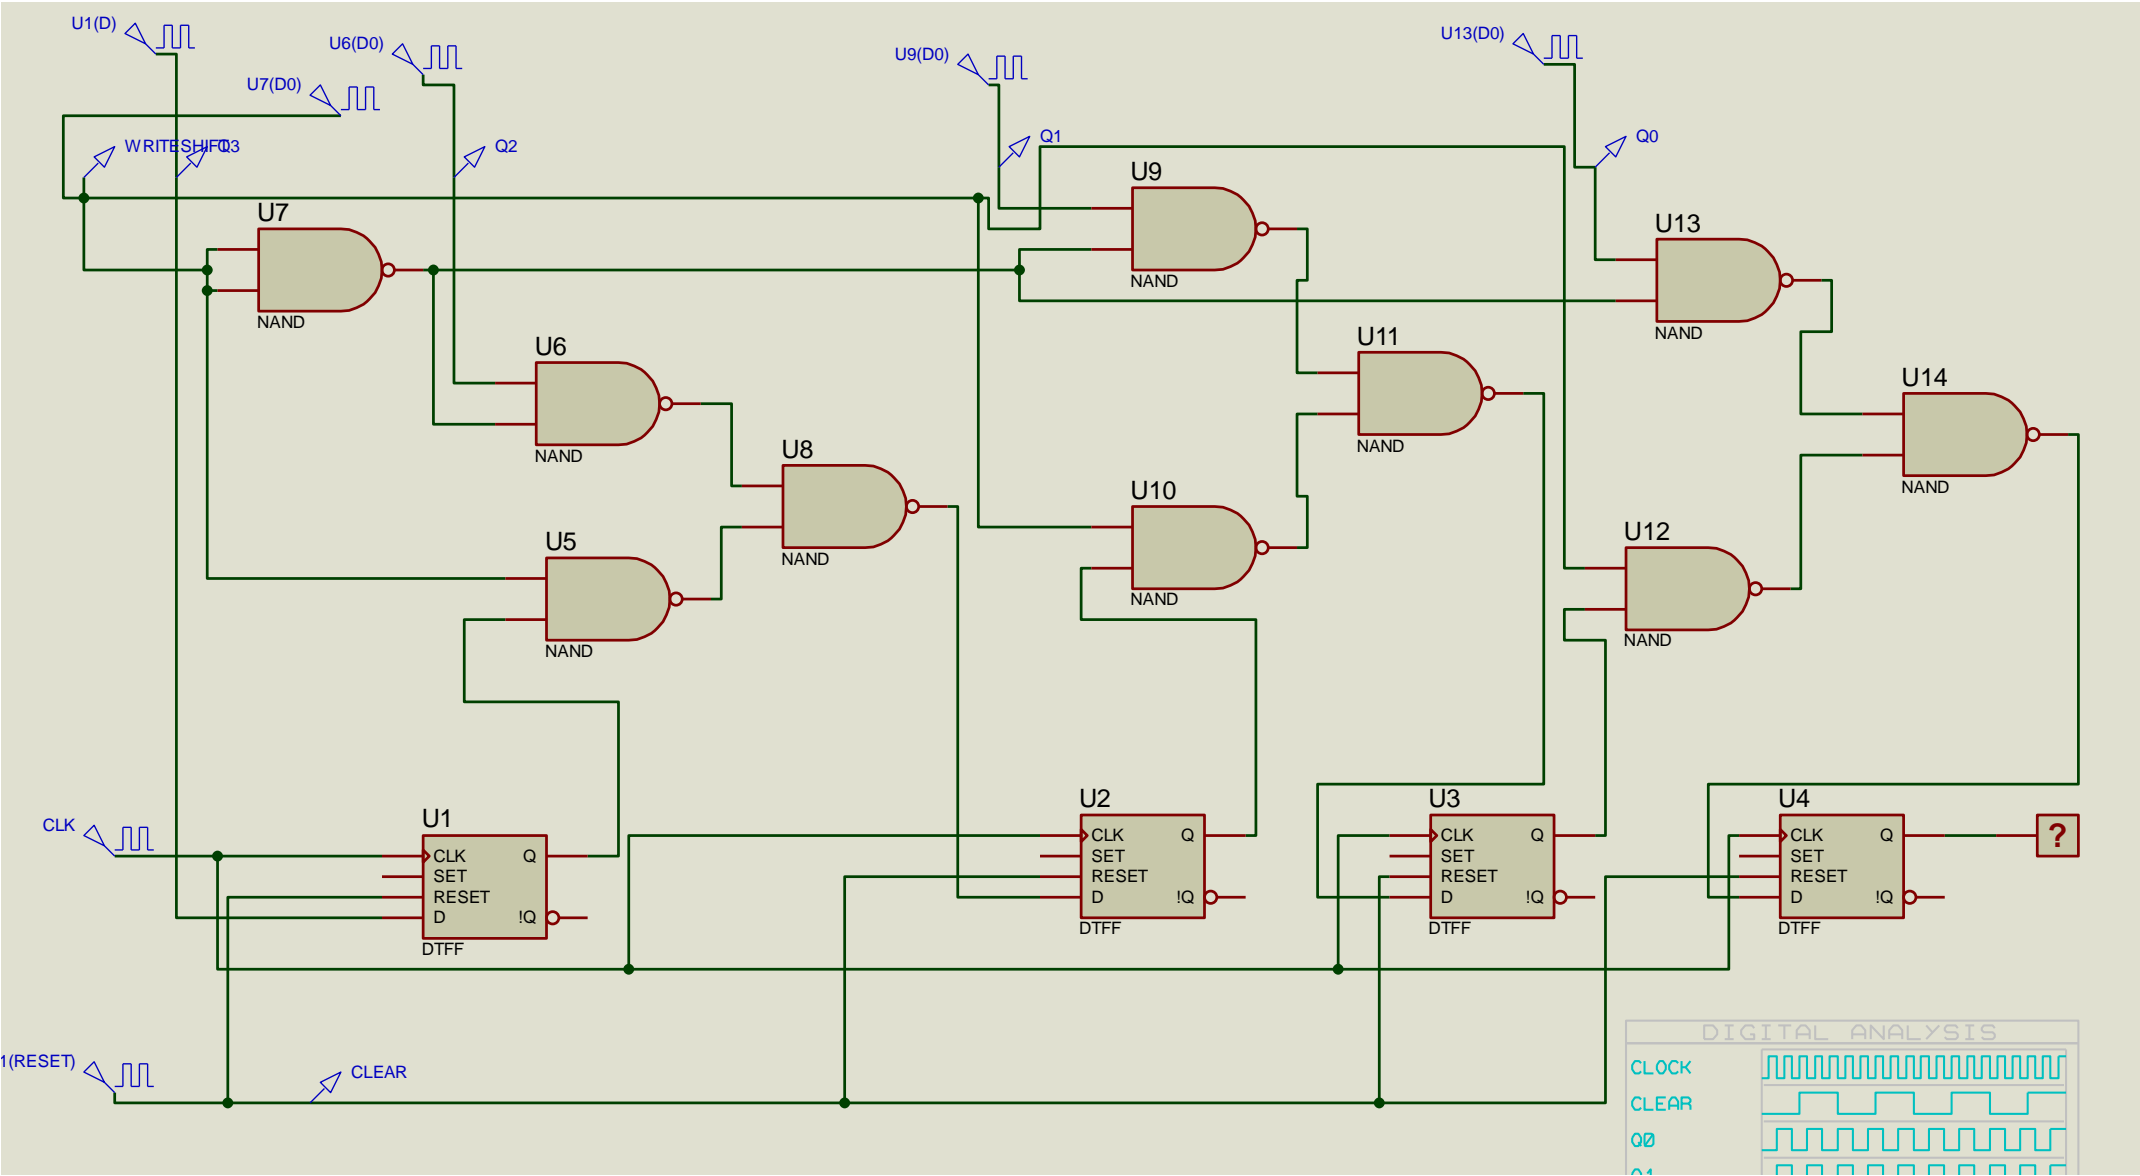 U1(D)
U6(D0)
U7(D0)
U9(D0)
U13(D0)
WRITESHIFT
Q2
Q1
Q0
U7
NAND
U9
NAND
U13
NAND
U6
NAND
U11
NAND
U14
NAND
U8
NAND
U10
NAND
U5
NAND
U12
NAND
CLK
U1
CLK Q
SET
RESET
D !Q
DTFF
U2
CLK Q
SET
RESET
D !Q
DTFF
U3
CLK Q
SET
RESET
D !Q
DTFF
U4
CLK Q
SET
RESET
D !Q
DTFF
?
1(RESET)
CLEAR
DIGITAL ANALYSIS
CLOCK
CLEAR
Q0